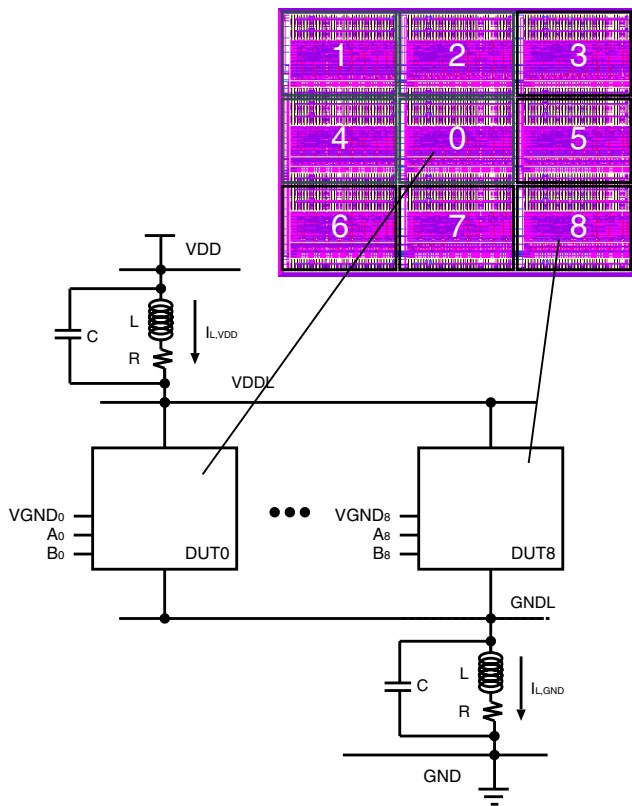 1 2 3
4 0 5
6 7 8
VDD
L
C
R
IL,VDD
VDDL
VGND0
A0
B0
DUT0
VGND8
A8
B8
DUT8
GNDL
L
C
R
IL,GND
GND